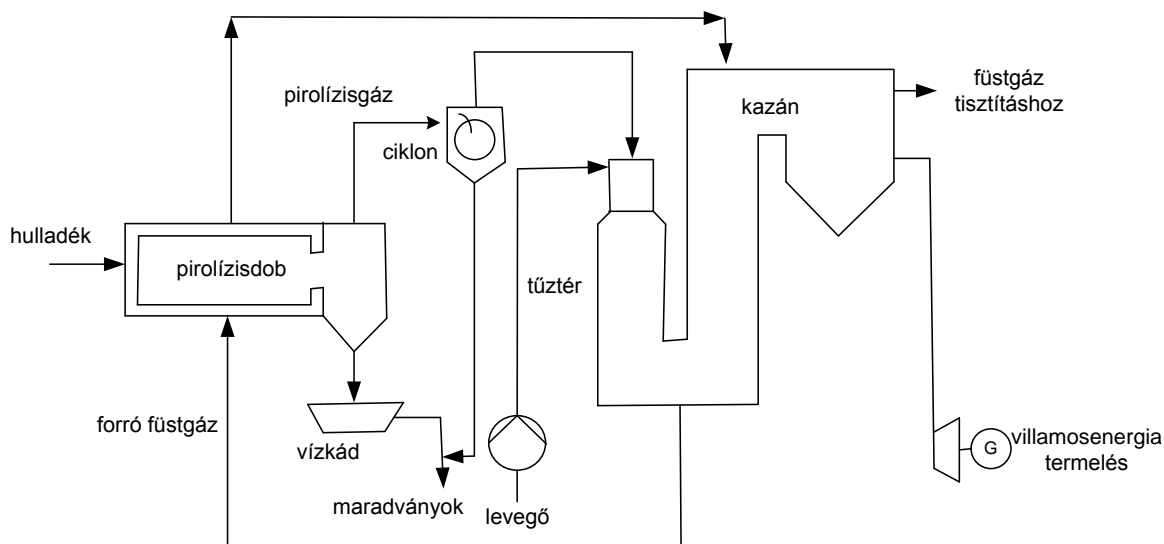 pirolízisgáz
füstgáz
tisztításhoz
kazán
ciklon
hulladék
pirolízisdob
tűztér
forró füstgáz
vízkád
maradványok
levegő
G
villamosenergia
termelés